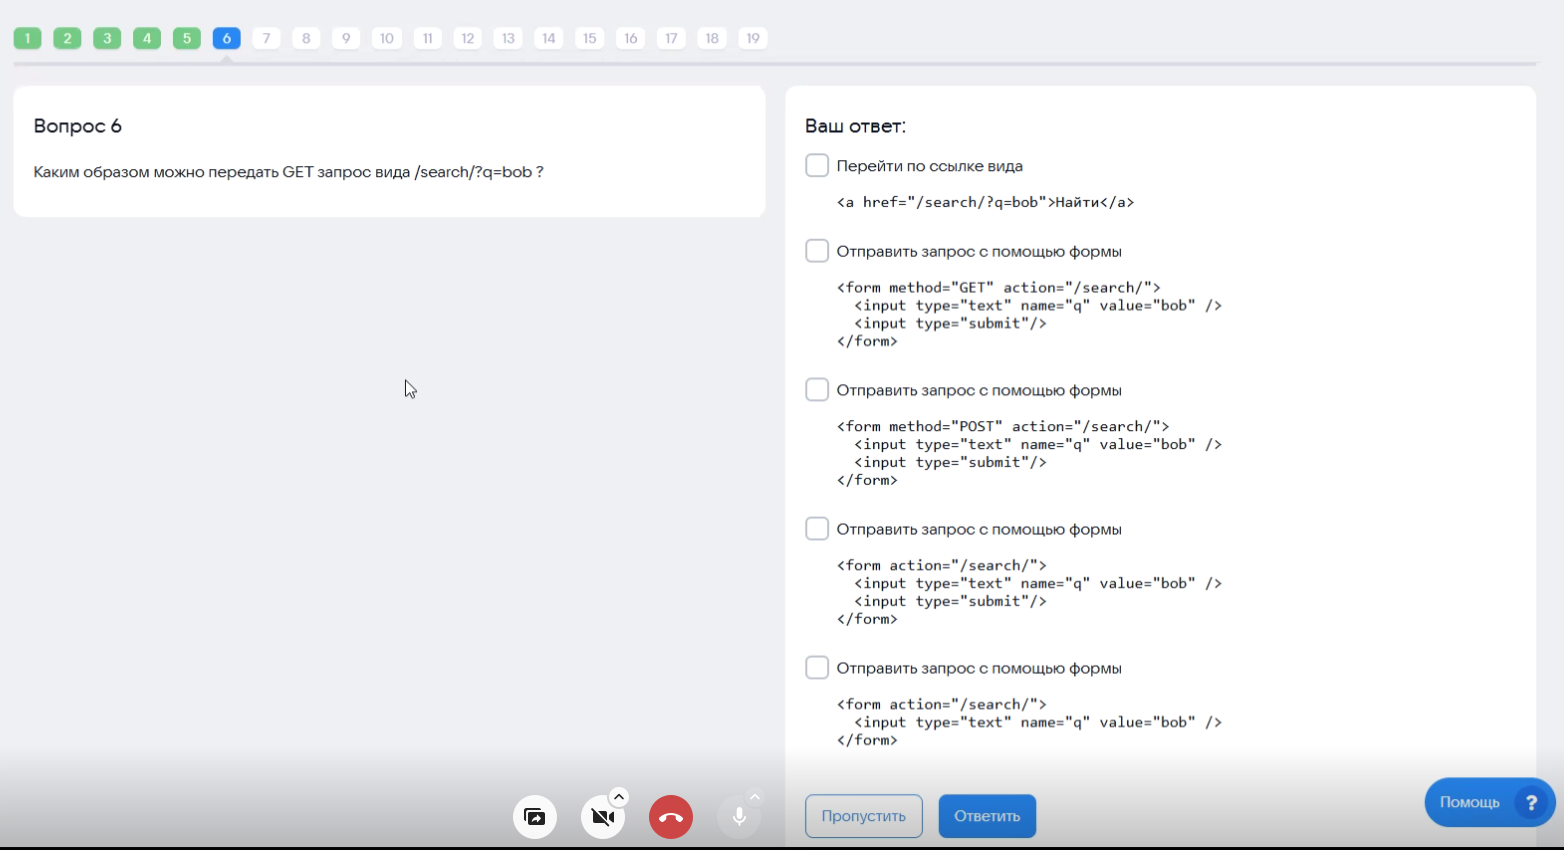 1 2 3 4 5 6 7 8 9 10 11 12 13 14 15 16 17 18 19
Вопрос 6
Каким образом можно передать GET запрос вида /search/?q=bob ?
Ваш ответ:
Перейти по ссылке вида
<a href="/search/?q=bob">Найти</a>
Отправить запрос с помощью формы
<form method="GET" action="/search/">
<input type="text" name="q" value="bob" />
<input type="submit"/>
</form>
Отправить запрос с помощью формы
<form method="POST" action="/search/">
<input type="text" name="q" value="bob" />
<input type="submit"/>
</form>
Отправить запрос с помощью формы
<form action="/search/">
<input type="text" name="q" value="bob" />
<input type="submit"/>
</form>
Отправить запрос с помощью формы
<form action="/search/">
<input type="text" name="q" value="bob" />
</form>
Пропустить
Ответить
Помощь ?